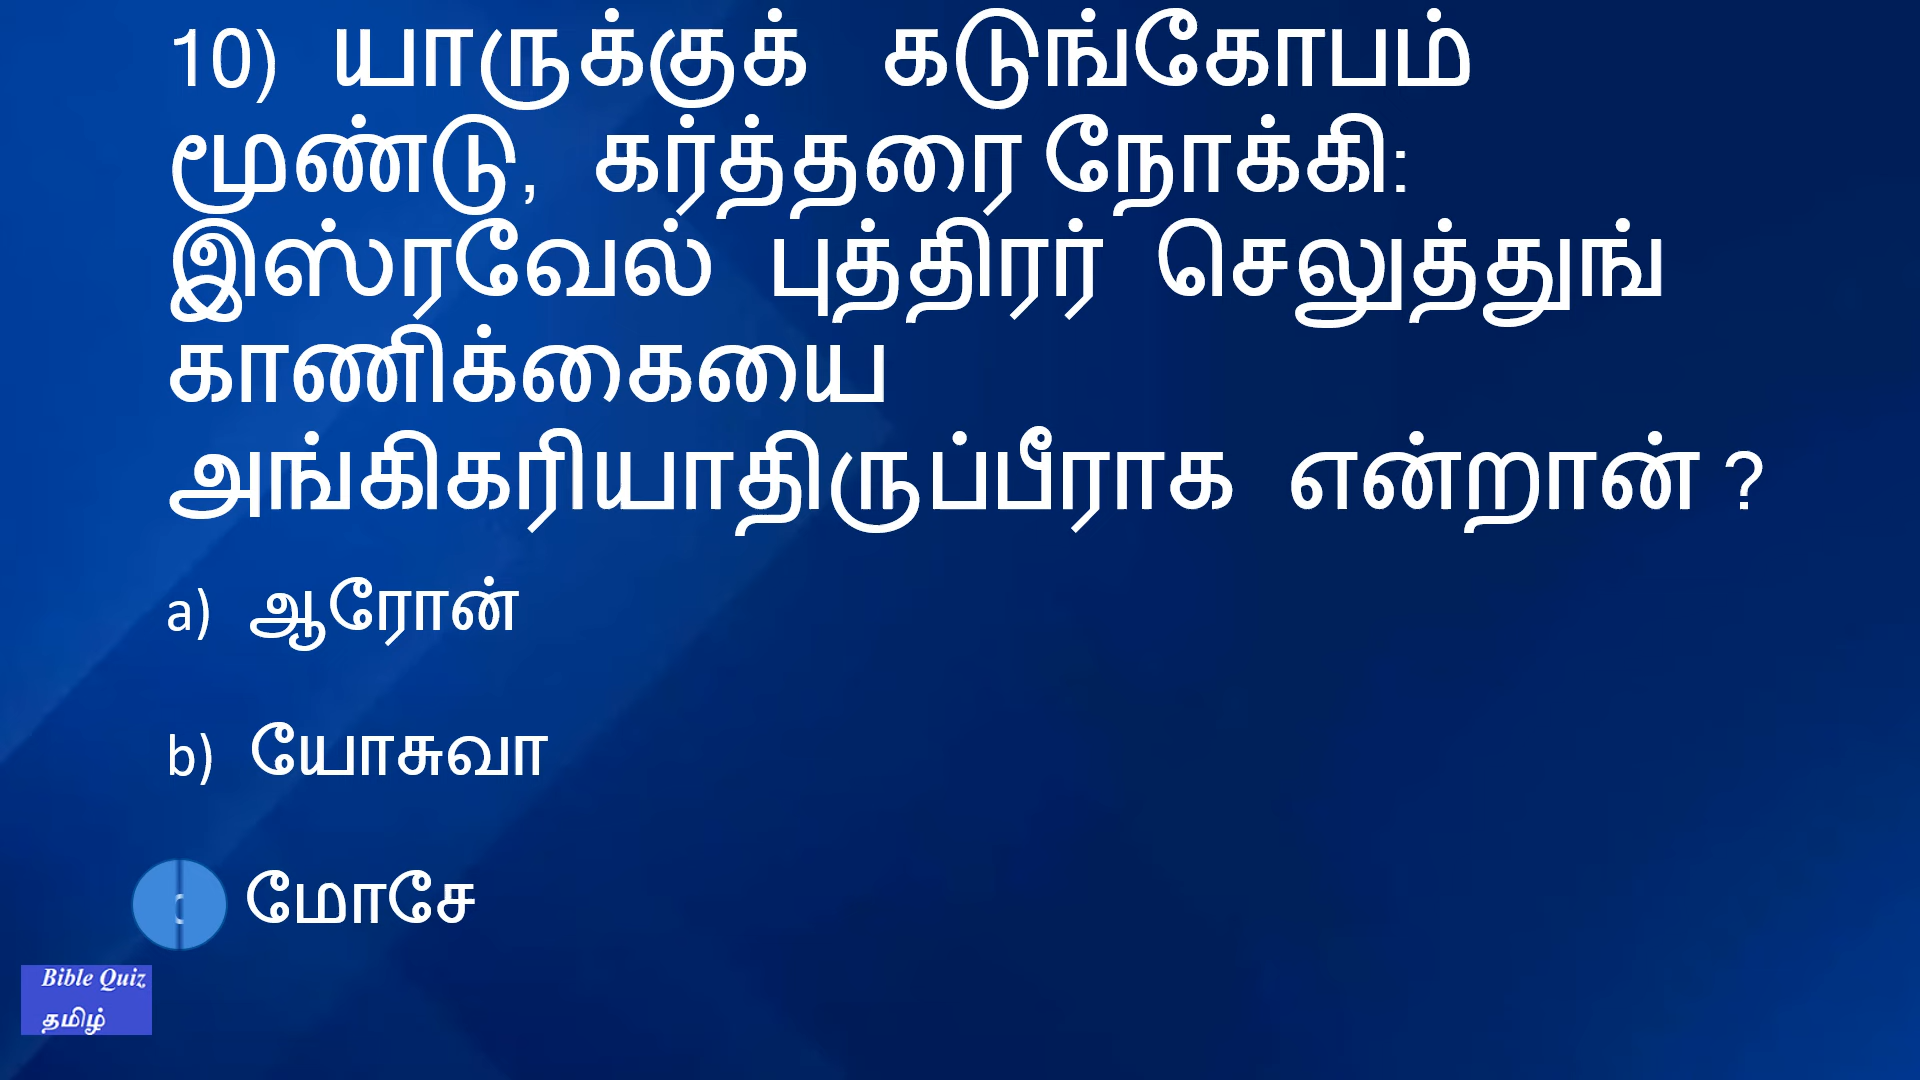 10) யாருக்குக் கடுங்கோபம்
மூண்டு, கர்த்தரை நோக்கி:
இஸ்ரவேல் புத்திரர் செலுத்துங்
காணிக்கையை
அங்கிகரியாதிருப்பீராக என்றான் ?
a) ஆரோன்
b) யோசுவா
மோசே
Bible Quiz
தமிழ்